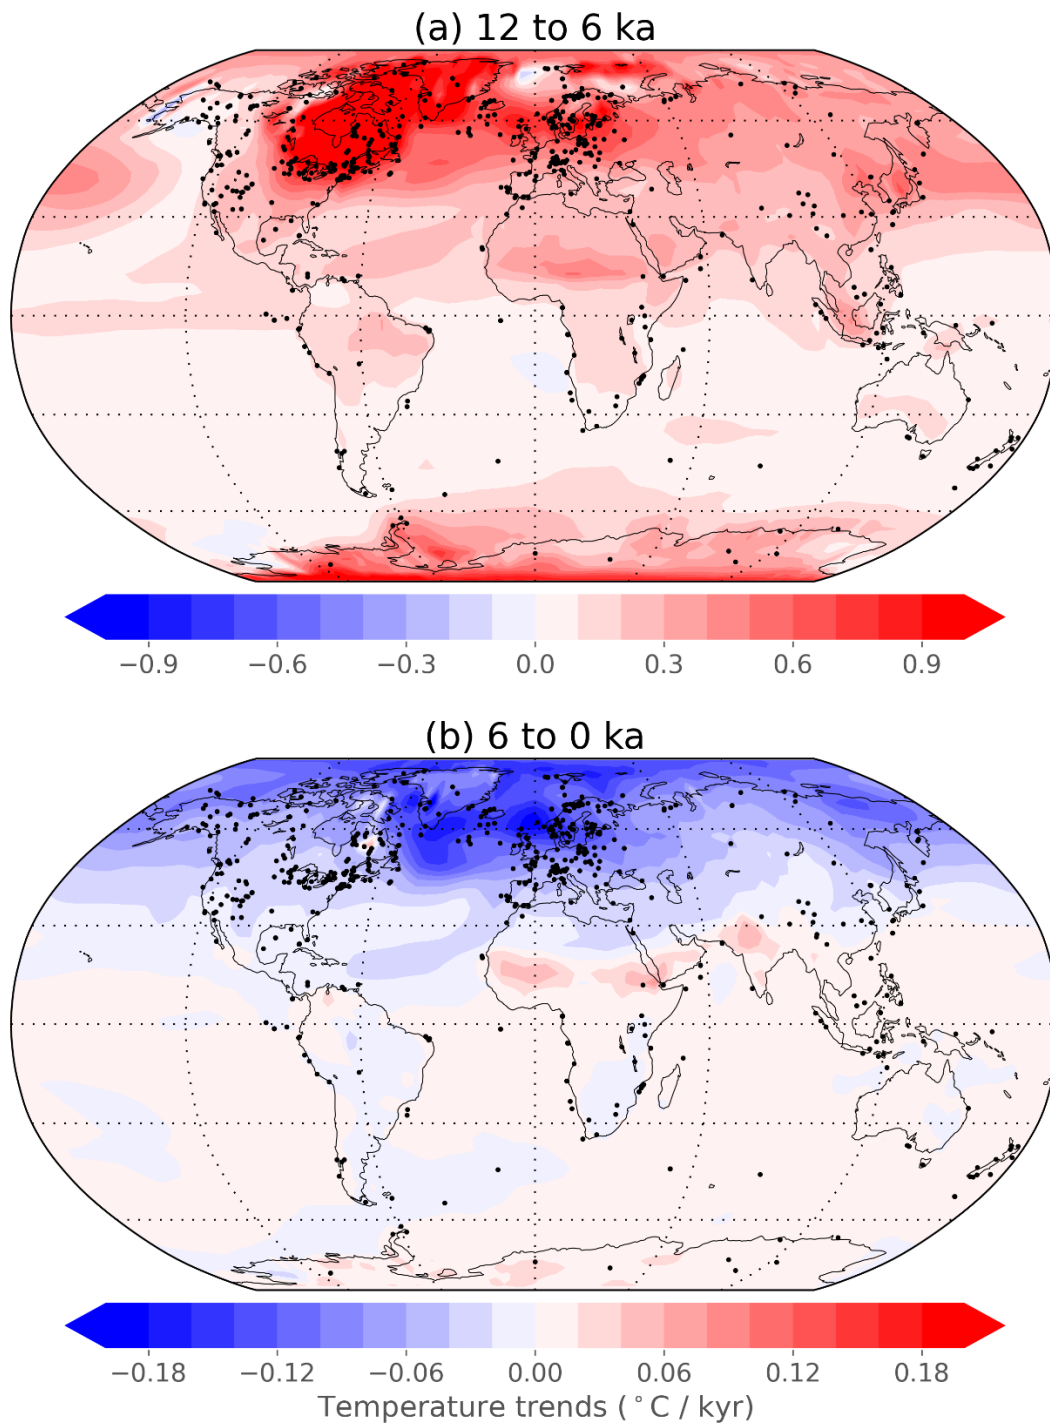 (a) 12 to 6 ka
−0.9 −0.6 −0.3 0.0 0.3 0.6 0.9
(b) 6 to 0 ka
−0.18 −0.12 −0.06 0.00 0.06 0.12 0.18
Temperature trends (°C / kyr)